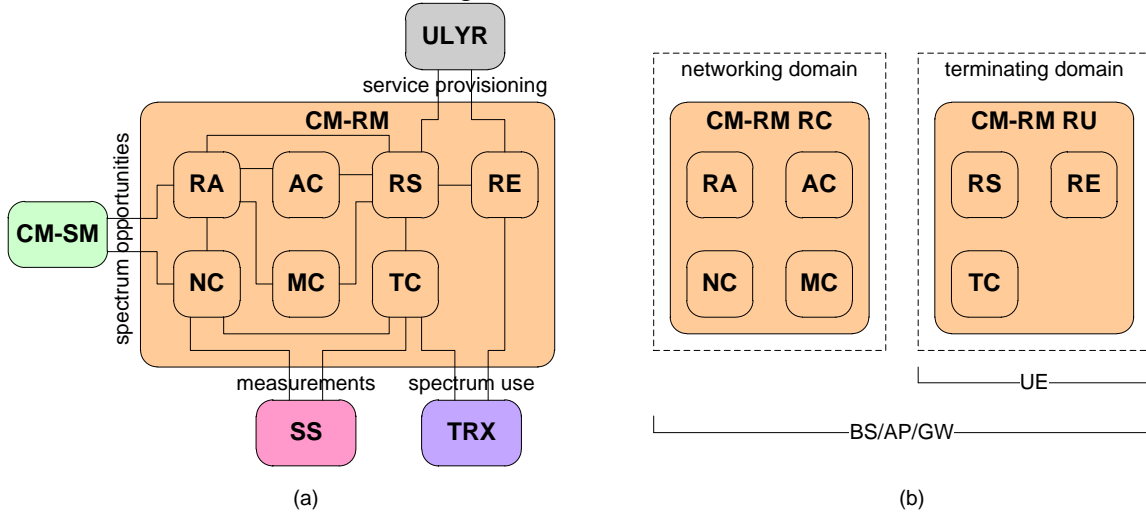 ULYR
service provisioning
CM-RM
RA
AC
RS
RE
spectrum opportunities
CM-SM
NC
MC
TC
measurements
spectrum use
SS
TRX
(a)
networking domain
terminating domain
CM-RM RC
CM-RM RU
RA
AC
RS
RE
NC
MC
TC
UE
BS/AP/GW
(b)